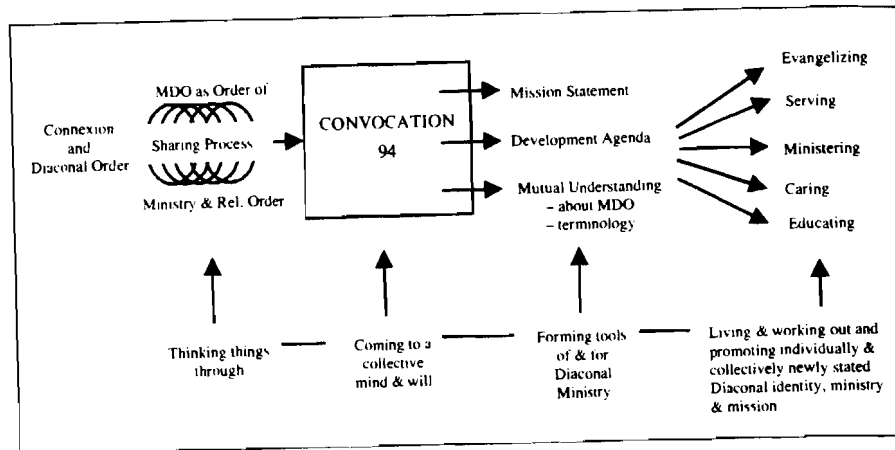 MDO as Order of
Connexion
and
Diaconal Order
Sharing Process
Ministry & Rel. Order
CONVOCATION
94
Mission Statement
Development Agenda
Mutual Understanding
– about MDO
– terminology
Evangelizing
Serving
Ministering
Caring
Educating
Thinking things
through
Coming to a
collective
mind & will
Forming tools
of & for
Diaconal
Ministry
Living & working out and
promoting individually &
collectively newly stated
Diaconal identity, ministry
& mission